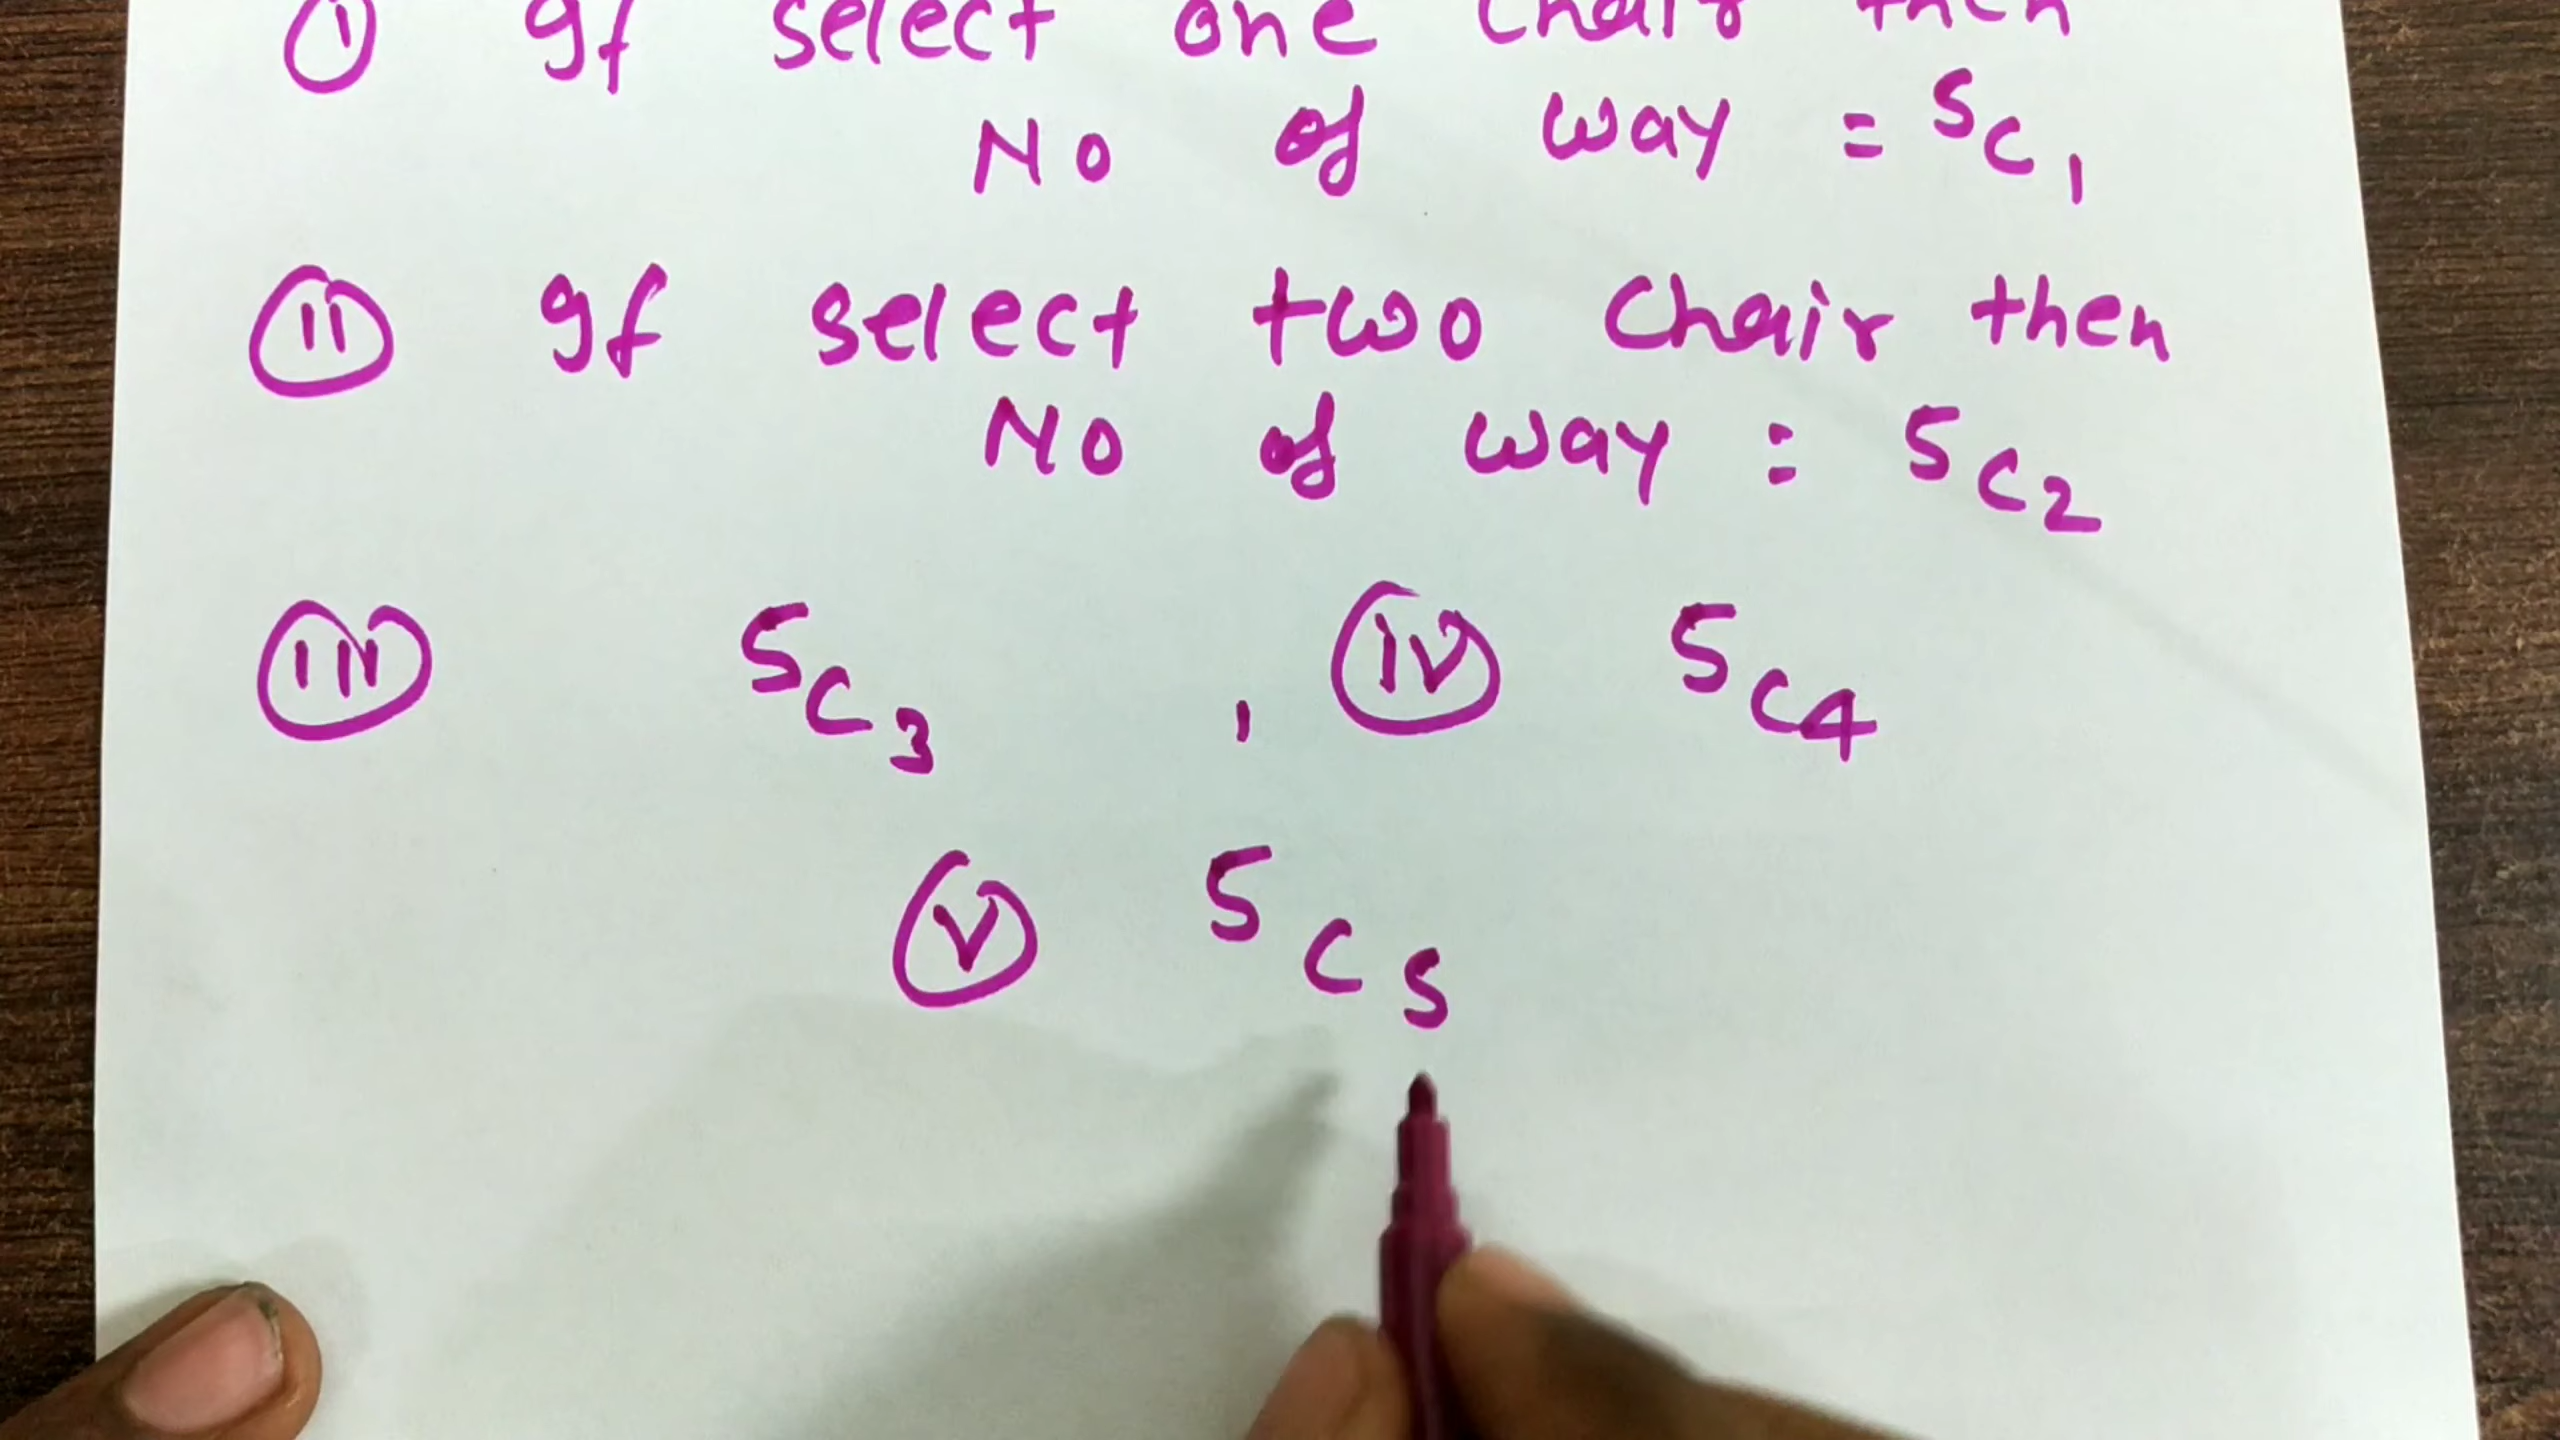 (i) If select one chair then
No of way = 5C1
(ii) If select two chair then
No of way = 5C2
(iii) 5C3 , (iv) 5C4
(v) 5C5